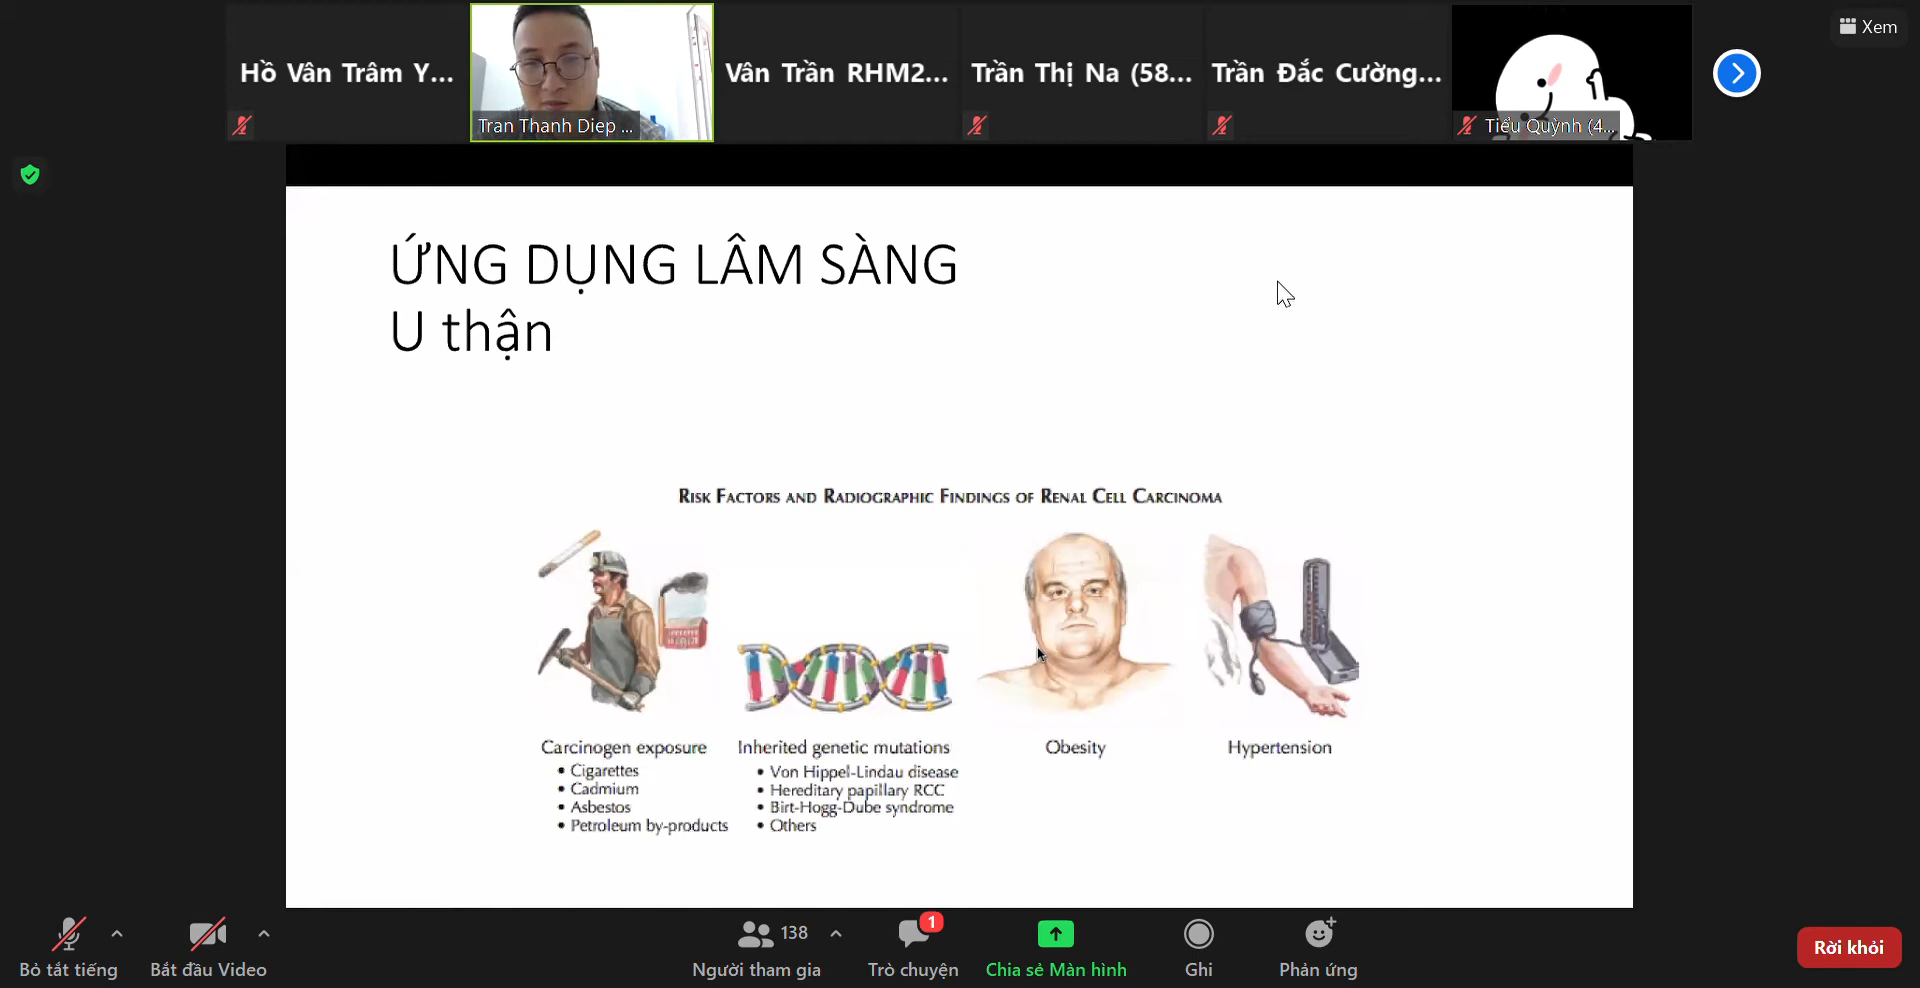 Hồ Vân Trâm Y...
Tran Thanh Diep ...
Vân Trần RHM2...
Trần Thị Na (58...
Trần Đắc Cường...
Tiểu Quỳnh (4...
Xem
ỨNG DỤNG LÂM SÀNG
U thận
RISK FACTORS AND RADIOGRAPHIC FINDINGS OF RENAL CELL CARCINOMA
Carcinogen exposure
• Cigarettes
• Cadmium
• Asbestos
• Petroleum by-products
Inherited genetic mutations
• Von Hippel-Lindau disease
• Hereditary papillary RCC
• Birt-Hogg-Dube syndrome
• Others
Obesity
Hypertension
Bỏ tắt tiếng
Bắt đầu Video
138
Người tham gia
1
Trò chuyện
Chia sẻ Màn hình
Ghi
Phản ứng
Rời khỏi